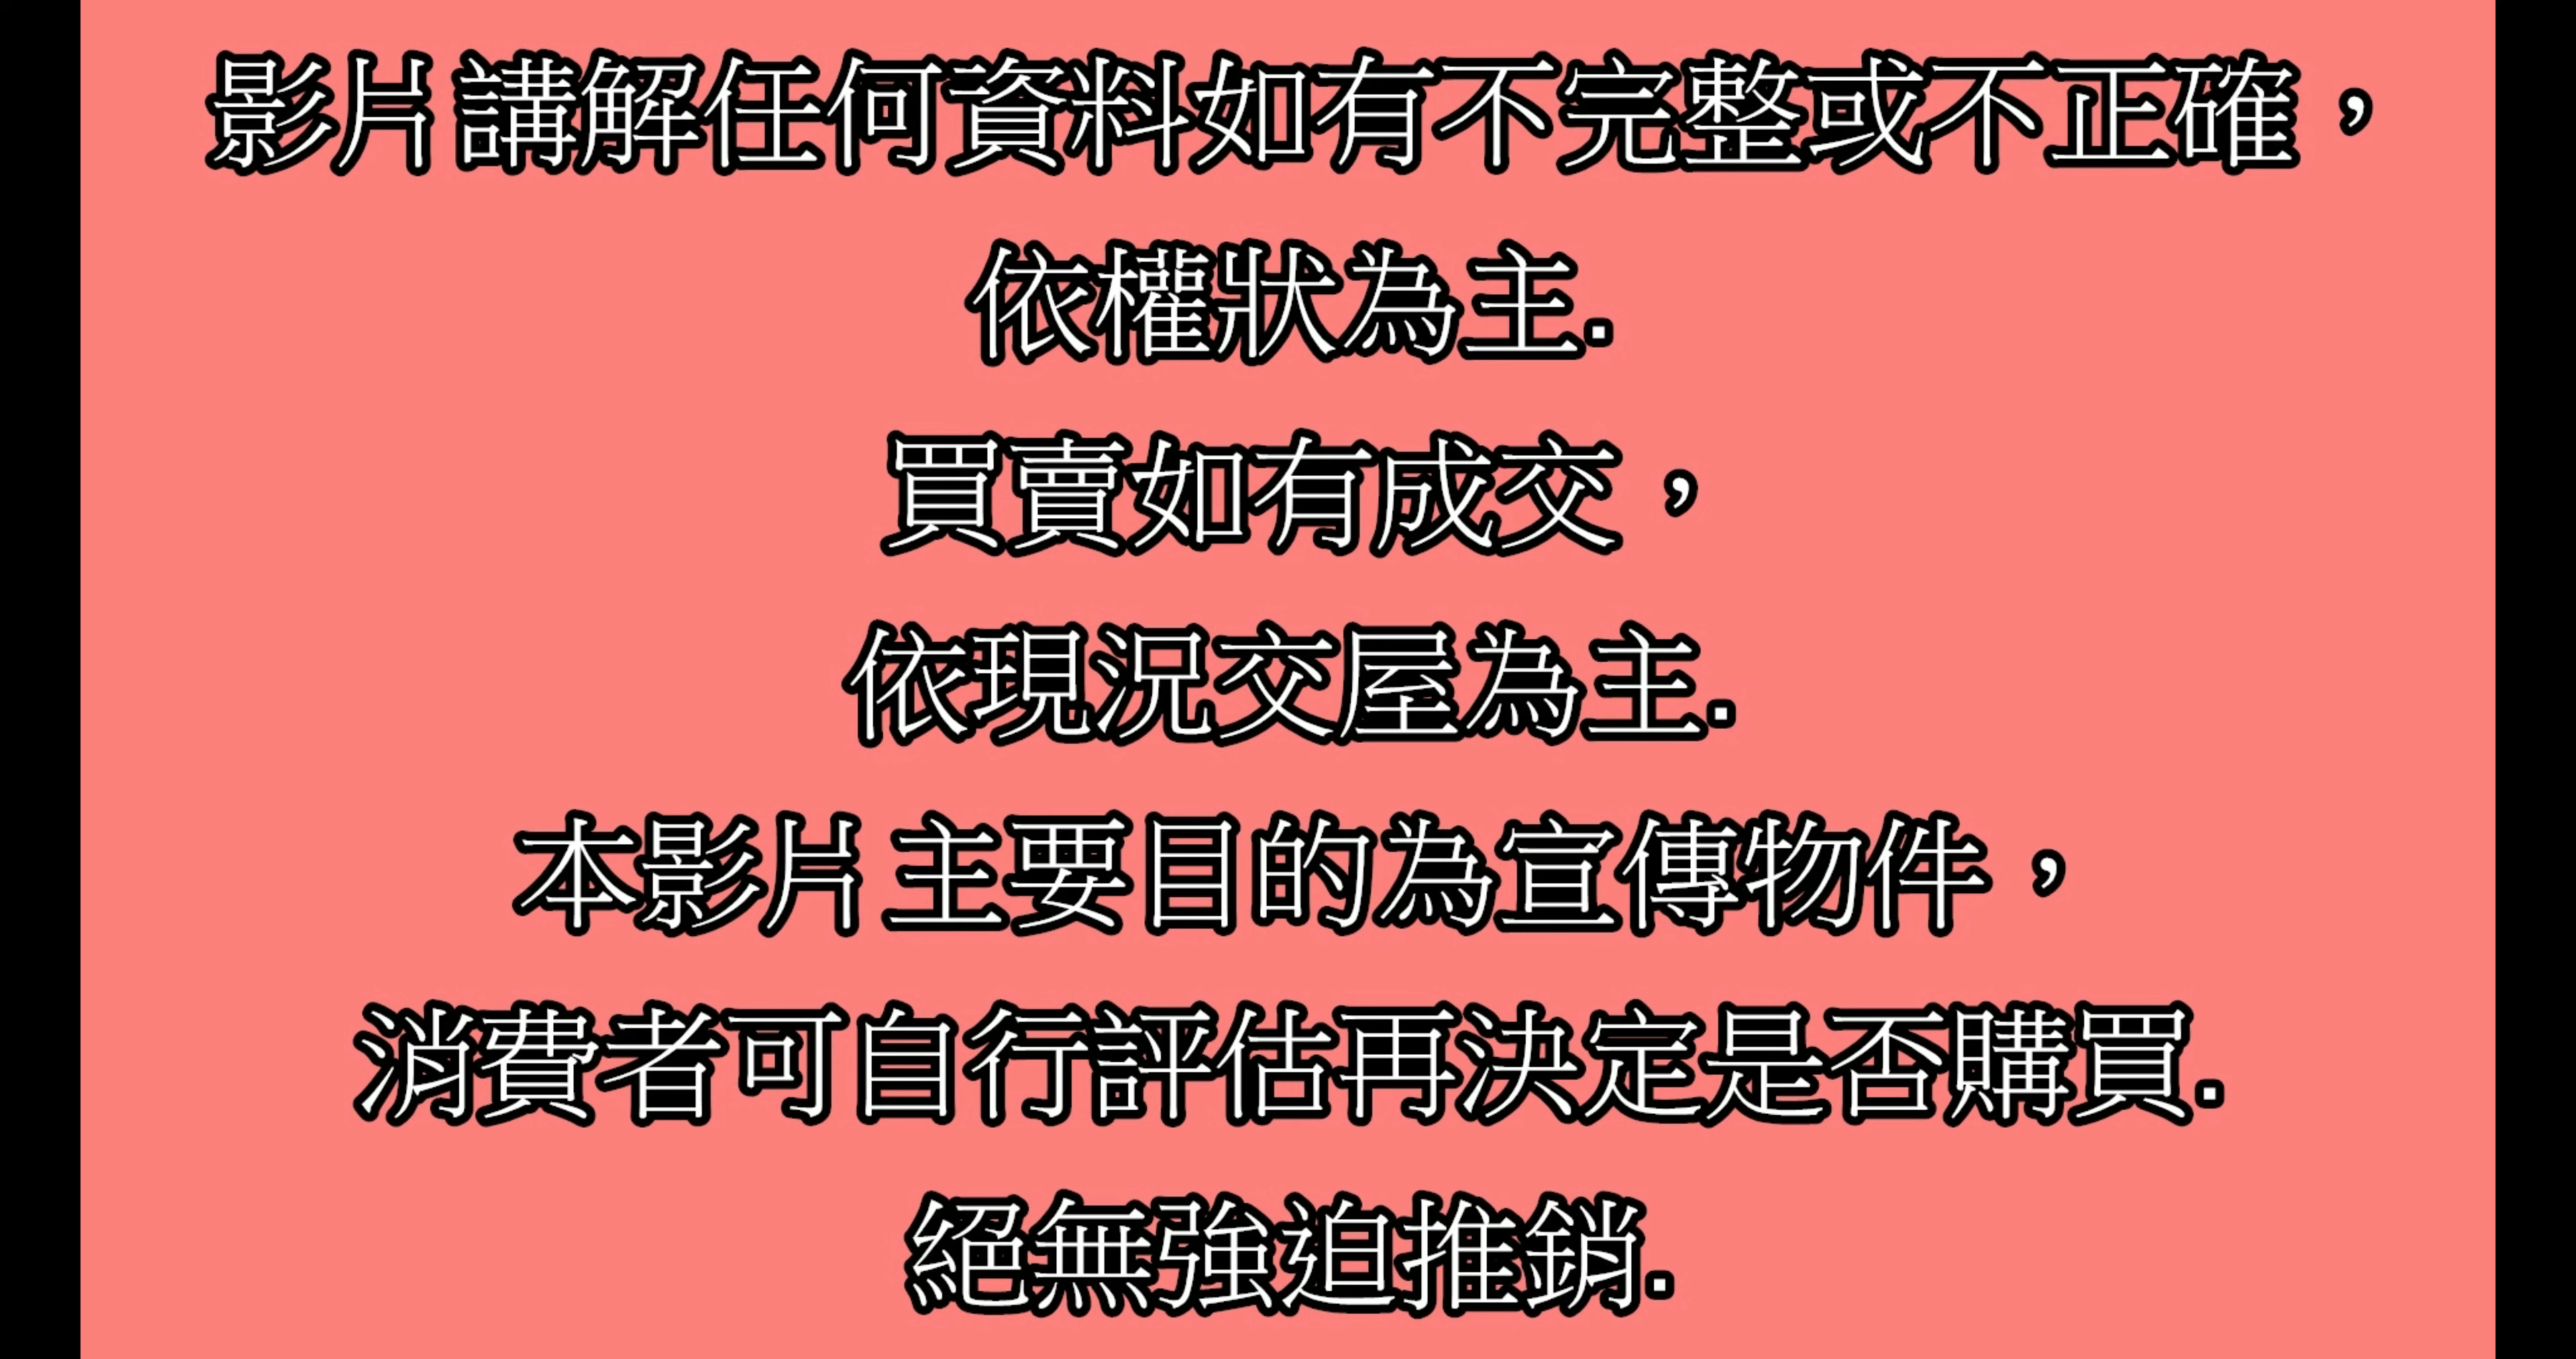 影片講解任何資料如有不完整或不正確，
依權狀為主.
買賣如有成交，
依現況交屋為主.
本影片主要目的為宣傳物件，
消費者可自行評估再決定是否購買.
絕無強迫推銷.